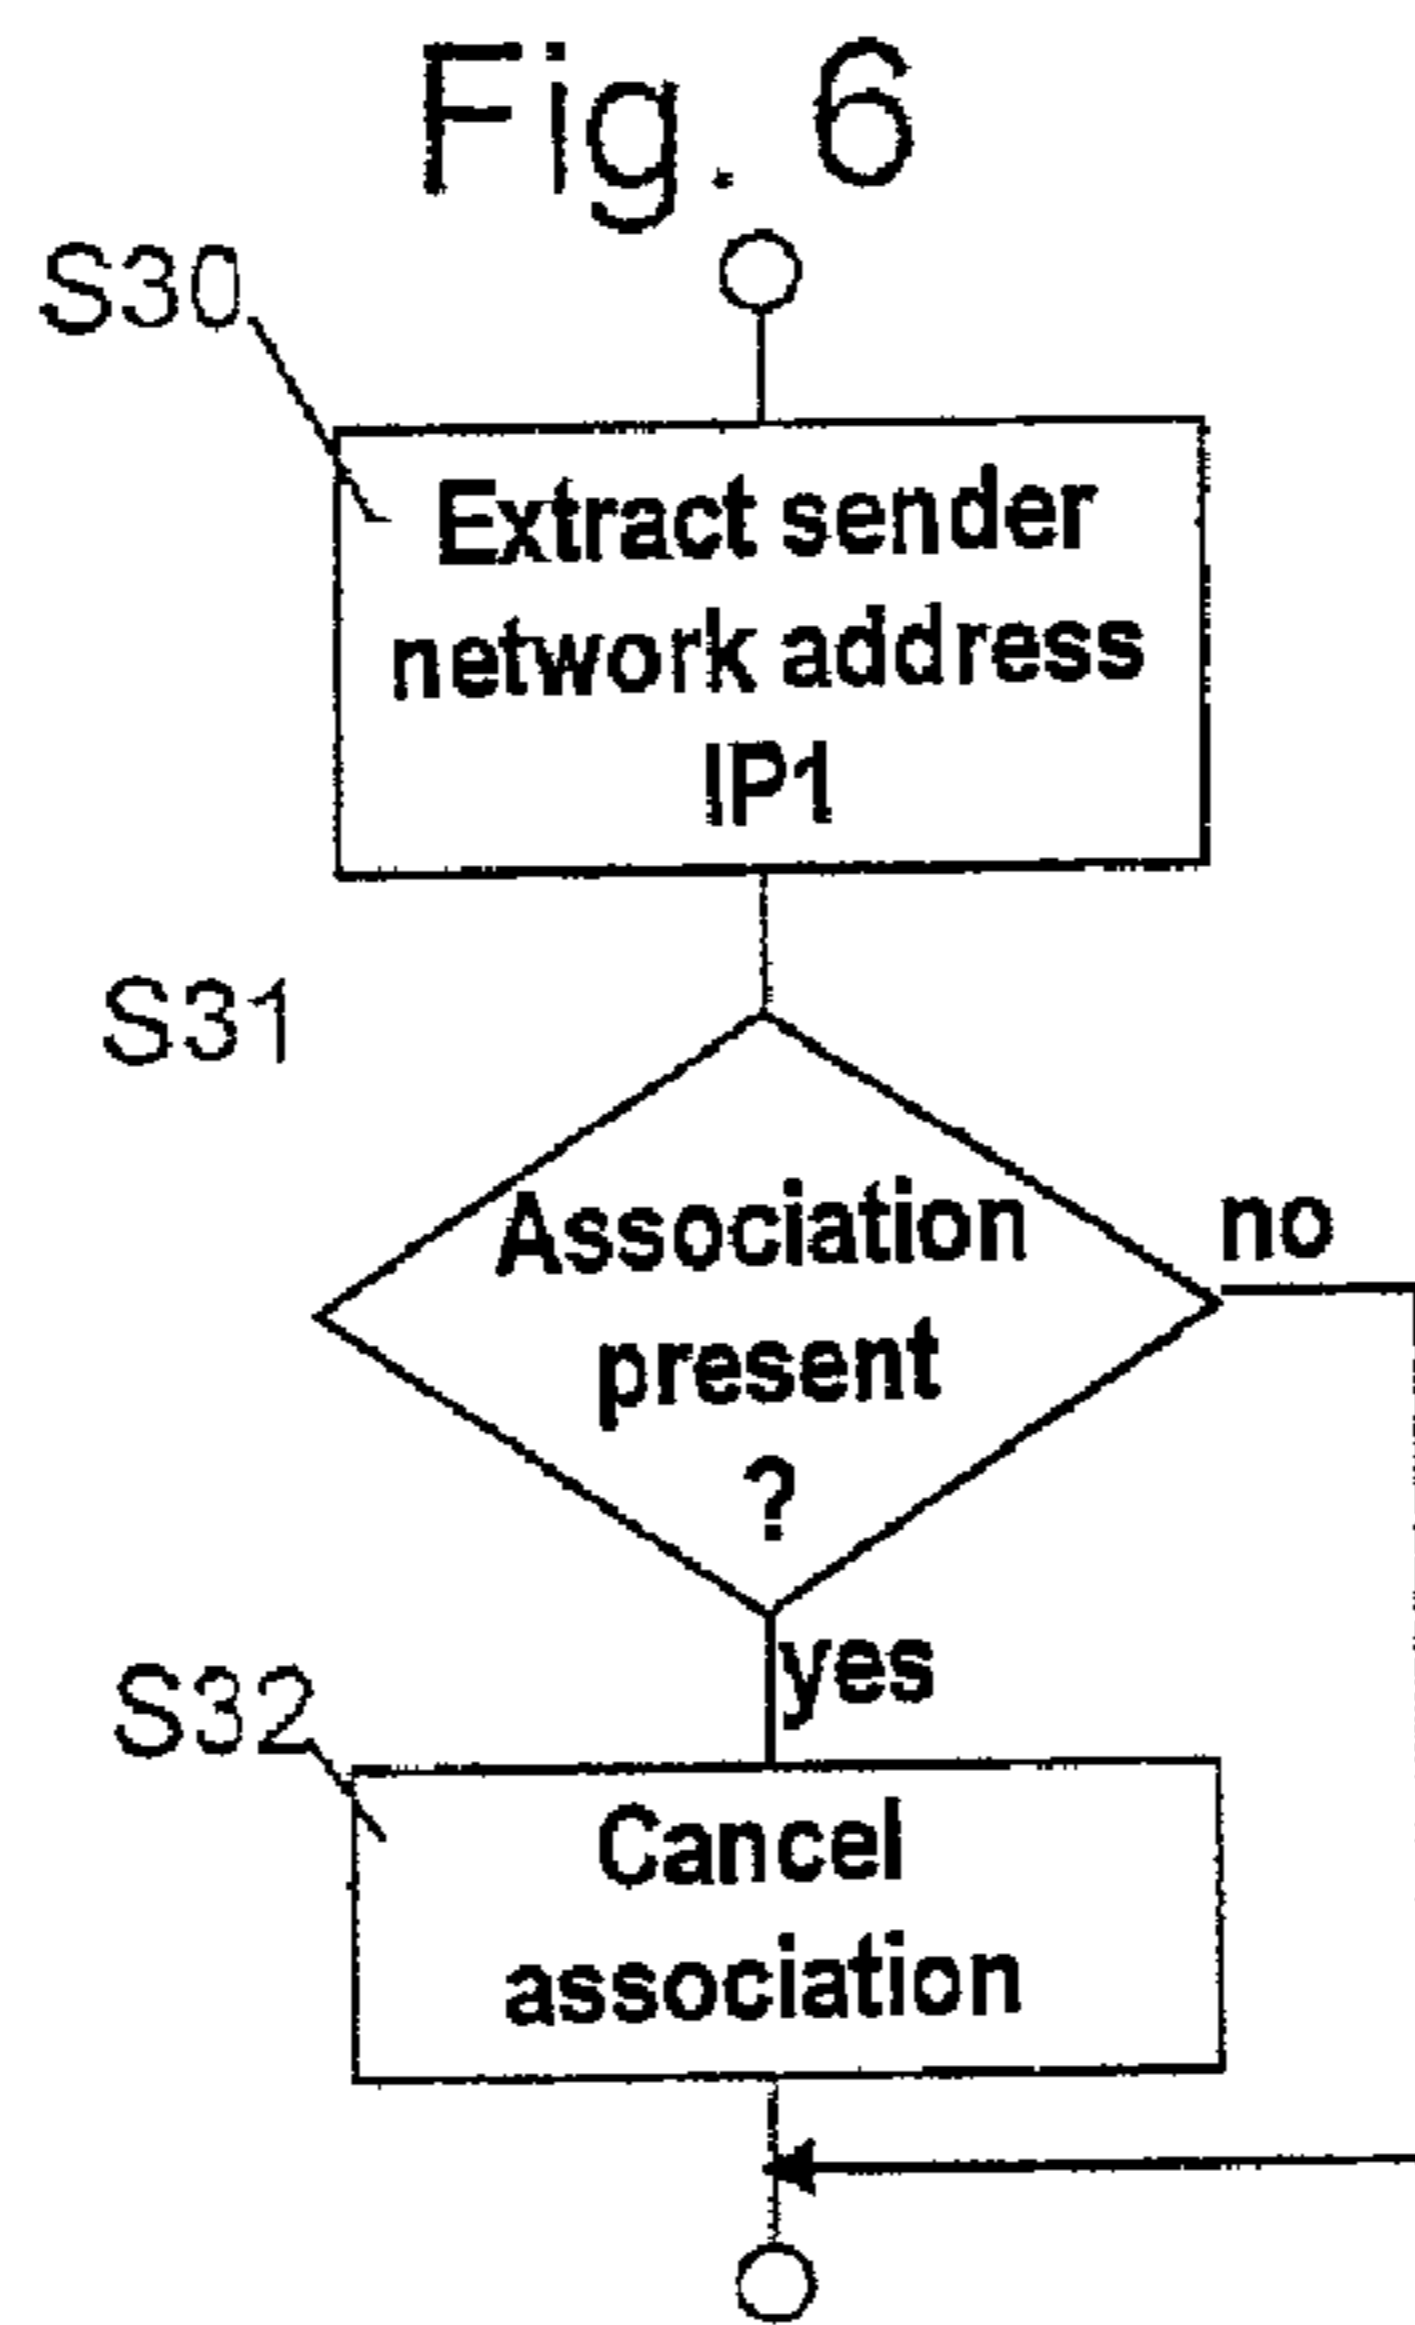 Fig. 6
S30
Extract sender
network address
IP1
S31
Association
present
?
no
yes
S32
Cancel
association